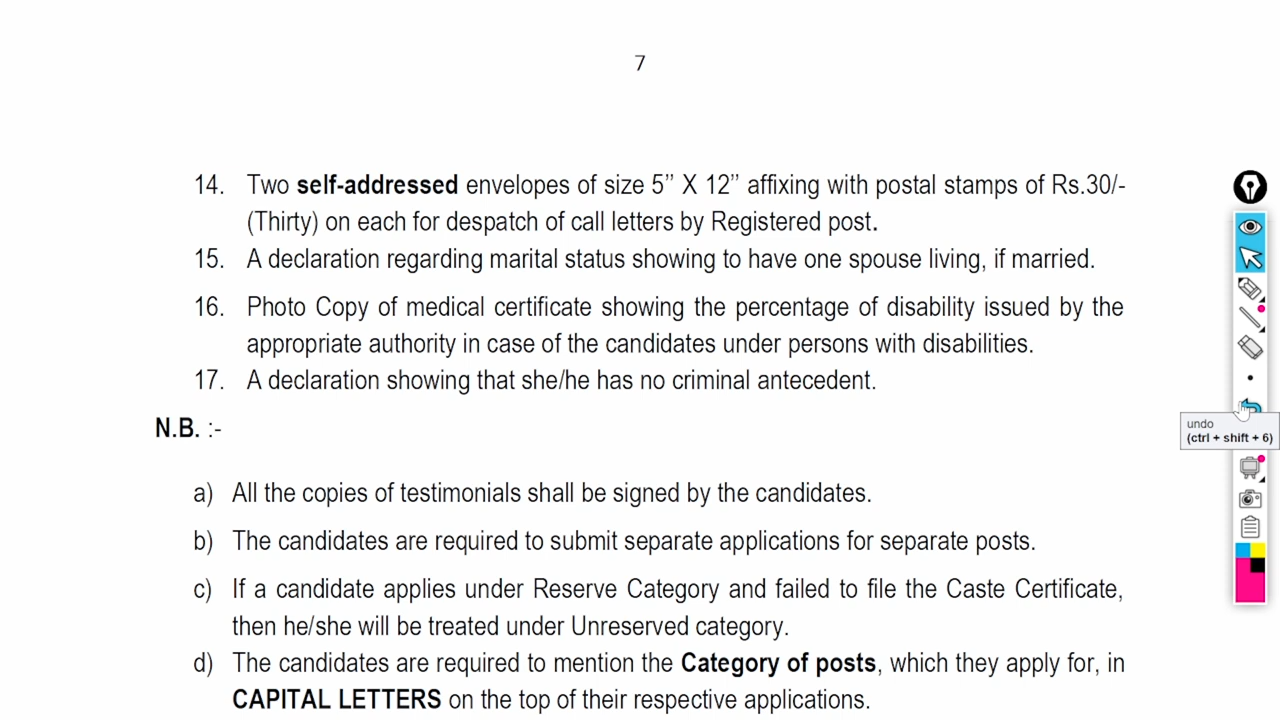 7
14. Two self-addressed envelopes of size 5” X 12” affixing with postal stamps of Rs.30/-
(Thirty) on each for despatch of call letters by Registered post.
15. A declaration regarding marital status showing to have one spouse living, if married.
16. Photo Copy of medical certificate showing the percentage of disability issued by the
appropriate authority in case of the candidates under persons with disabilities.
17. A declaration showing that she/he has no criminal antecedent.
N.B. :-
undo
(ctrl + shift + 6)
a) All the copies of testimonials shall be signed by the candidates.
b) The candidates are required to submit separate applications for separate posts.
c) If a candidate applies under Reserve Category and failed to file the Caste Certificate,
then he/she will be treated under Unreserved category.
d) The candidates are required to mention the Category of posts, which they apply for, in
CAPITAL LETTERS on the top of their respective applications.